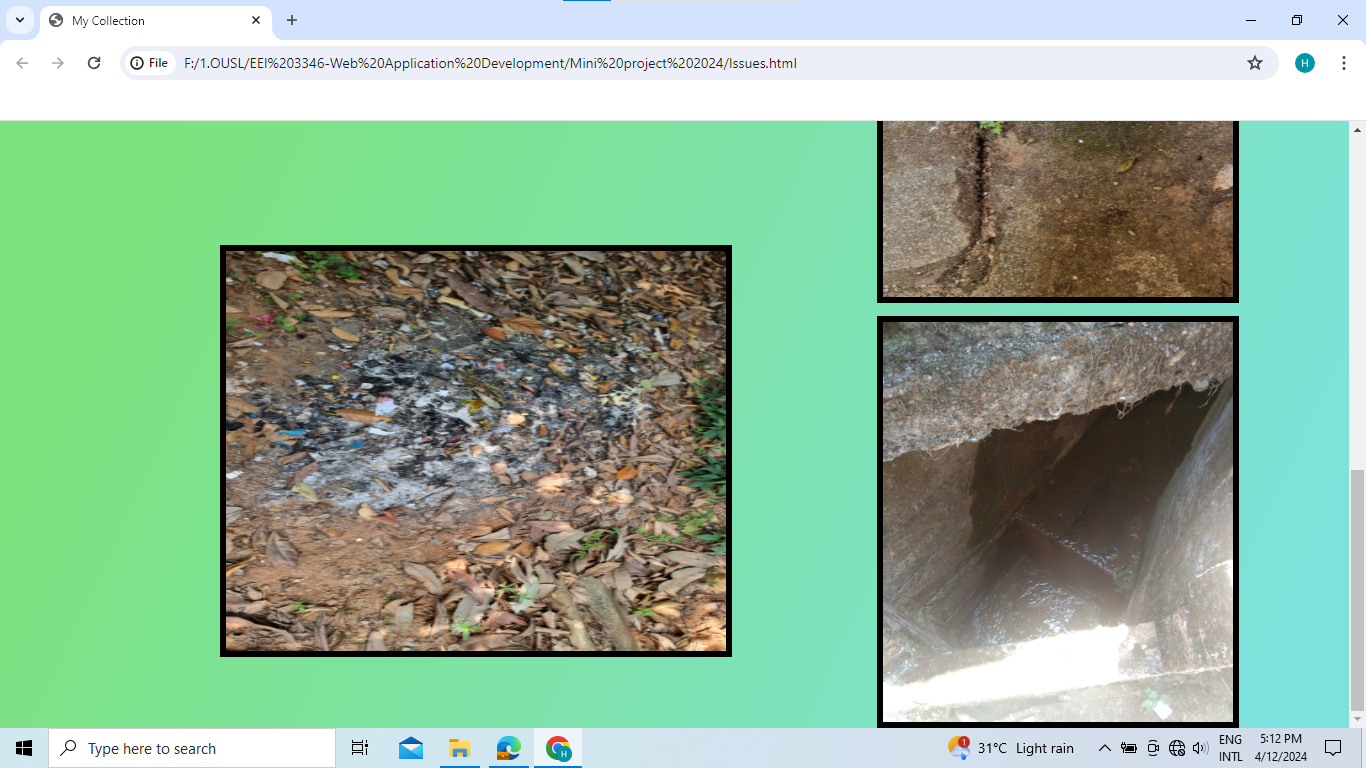 My Collection
File
F:/1.OUSL/EEI%203346-Web%20Application%20Development/Mini%20project%202024/Issues.html
H
Type here to search
H
1
31°C Light rain
ENG
INTL
5:12 PM
4/12/2024